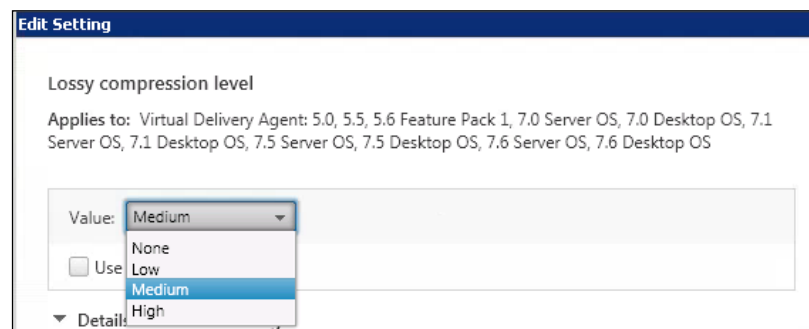 Edit Setting
Lossy compression level
Applies to: Virtual Delivery Agent: 5.0, 5.5, 5.6 Feature Pack 1, 7.0 Server OS, 7.0 Desktop OS, 7.1
Server OS, 7.1 Desktop OS, 7.5 Server OS, 7.5 Desktop OS, 7.6 Server OS, 7.6 Desktop OS
Value: Medium
None
Use Low
Medium
High
Details